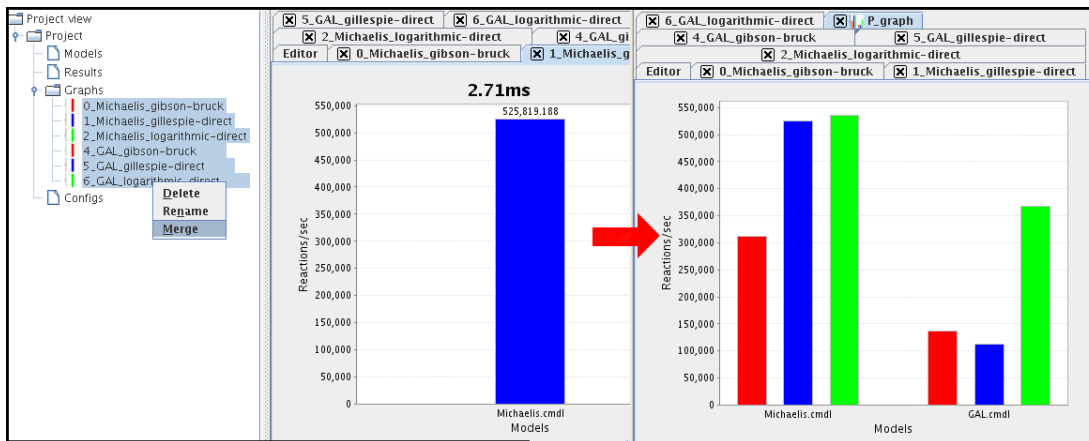 Project view
Project
Models
Results
Graphs
0_Michaelis_gibson-bruck
1_Michaelis_gillespie-direct
2_Michaelis_logarithmic-direct
4_GAL_gibson-bruck
5_GAL_gillespie-direct
6_GAL_logarithmic-direct
Configs
Delete
Rename
Merge
5_GAL_gillespie-direct 6_GAL_logarithmic-direct
2_Michaelis_logarithmic-direct 4_GAL_gi
Editor 0_Michaelis_gibson-bruck 1_Michaelis_g
2.71ms
525,819.188
550,000
500,000
450,000
400,000
350,000
300,000
250,000
200,000
150,000
100,000
50,000
0
Reactions/sec
Michaelis.cmdl
Models
6_GAL_logarithmic-direct P_graph
4_GAL_gibson-bruck 5_GAL_gillespie-direct
2_Michaelis_logarithmic-direct
Editor 0_Michaelis_gibson-bruck 1_Michaelis_gillespie-direct
550,000
500,000
450,000
400,000
350,000
300,000
250,000
200,000
150,000
100,000
50,000
0
Reactions/sec
Michaelis.cmdl GAL.cmdl
Models